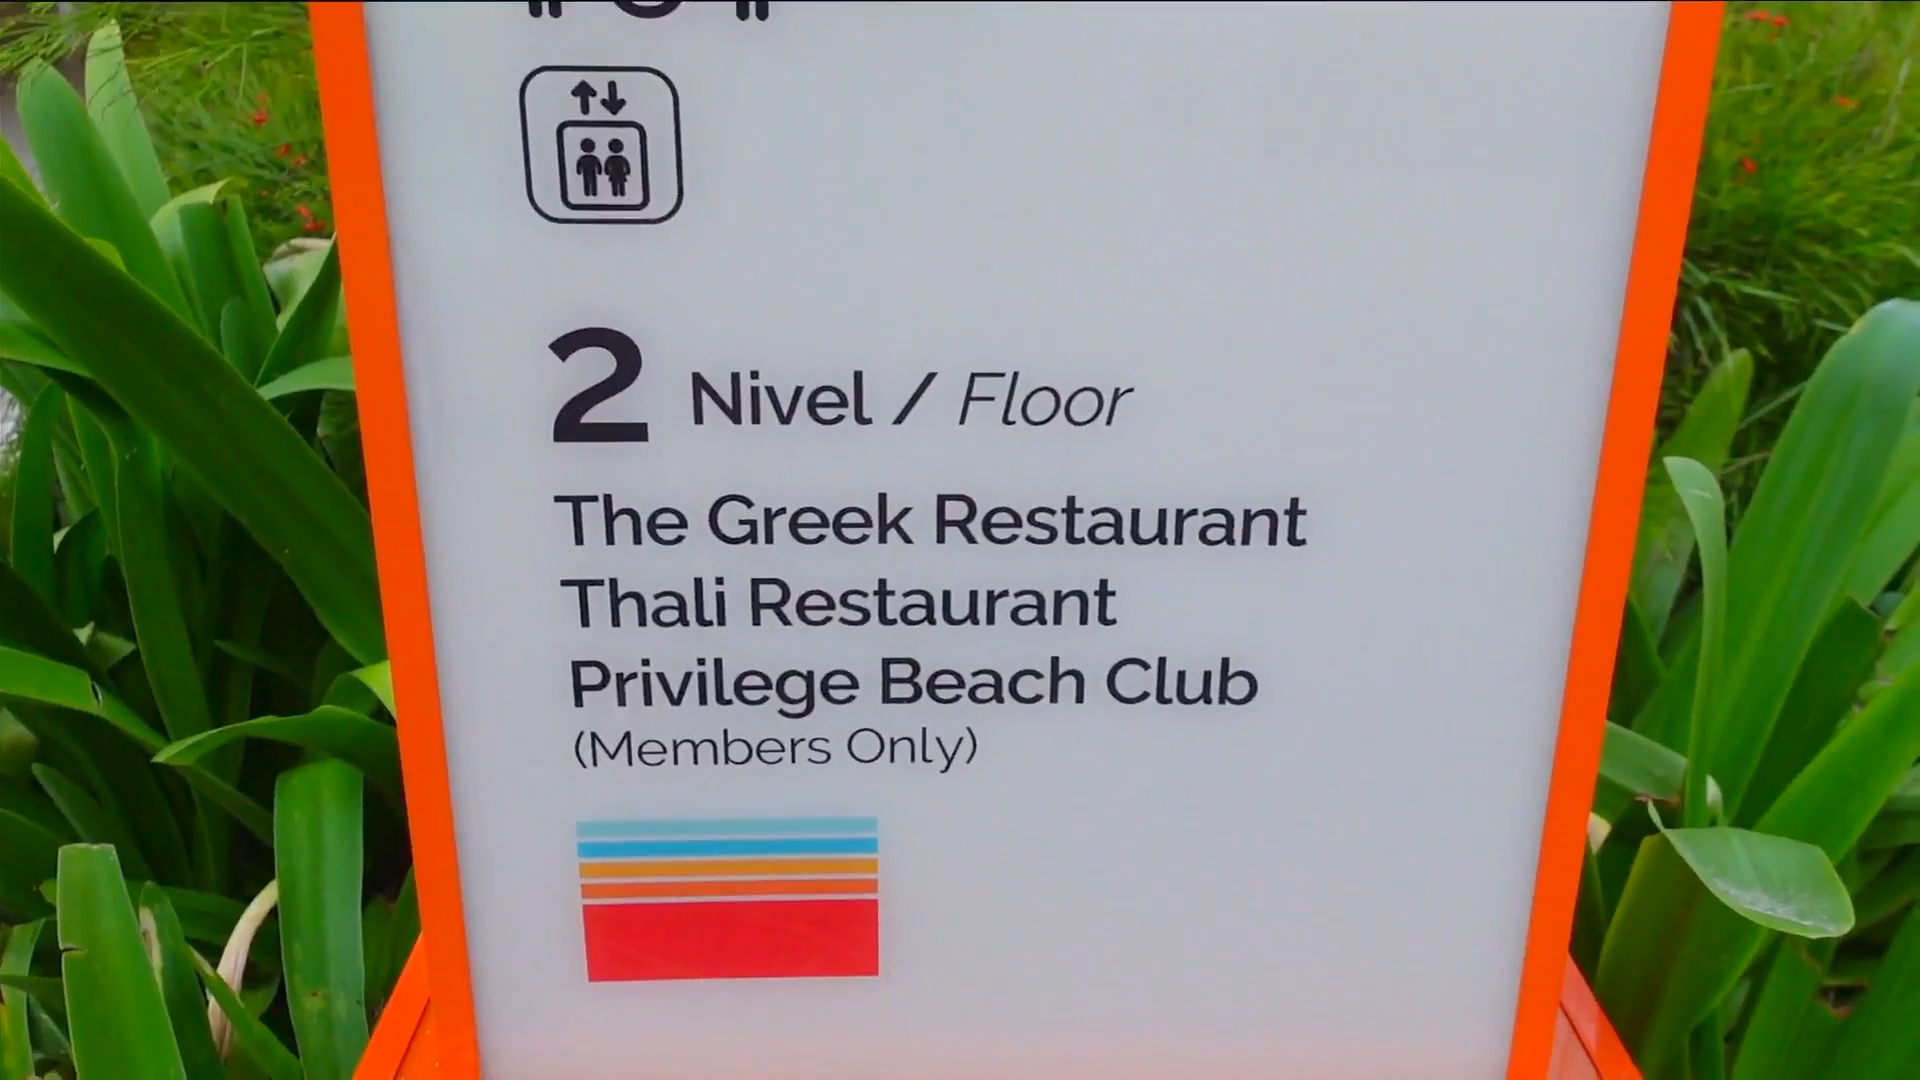 2 Nivel / Floor
The Greek Restaurant
Thali Restaurant
Privilege Beach Club
(Members Only)